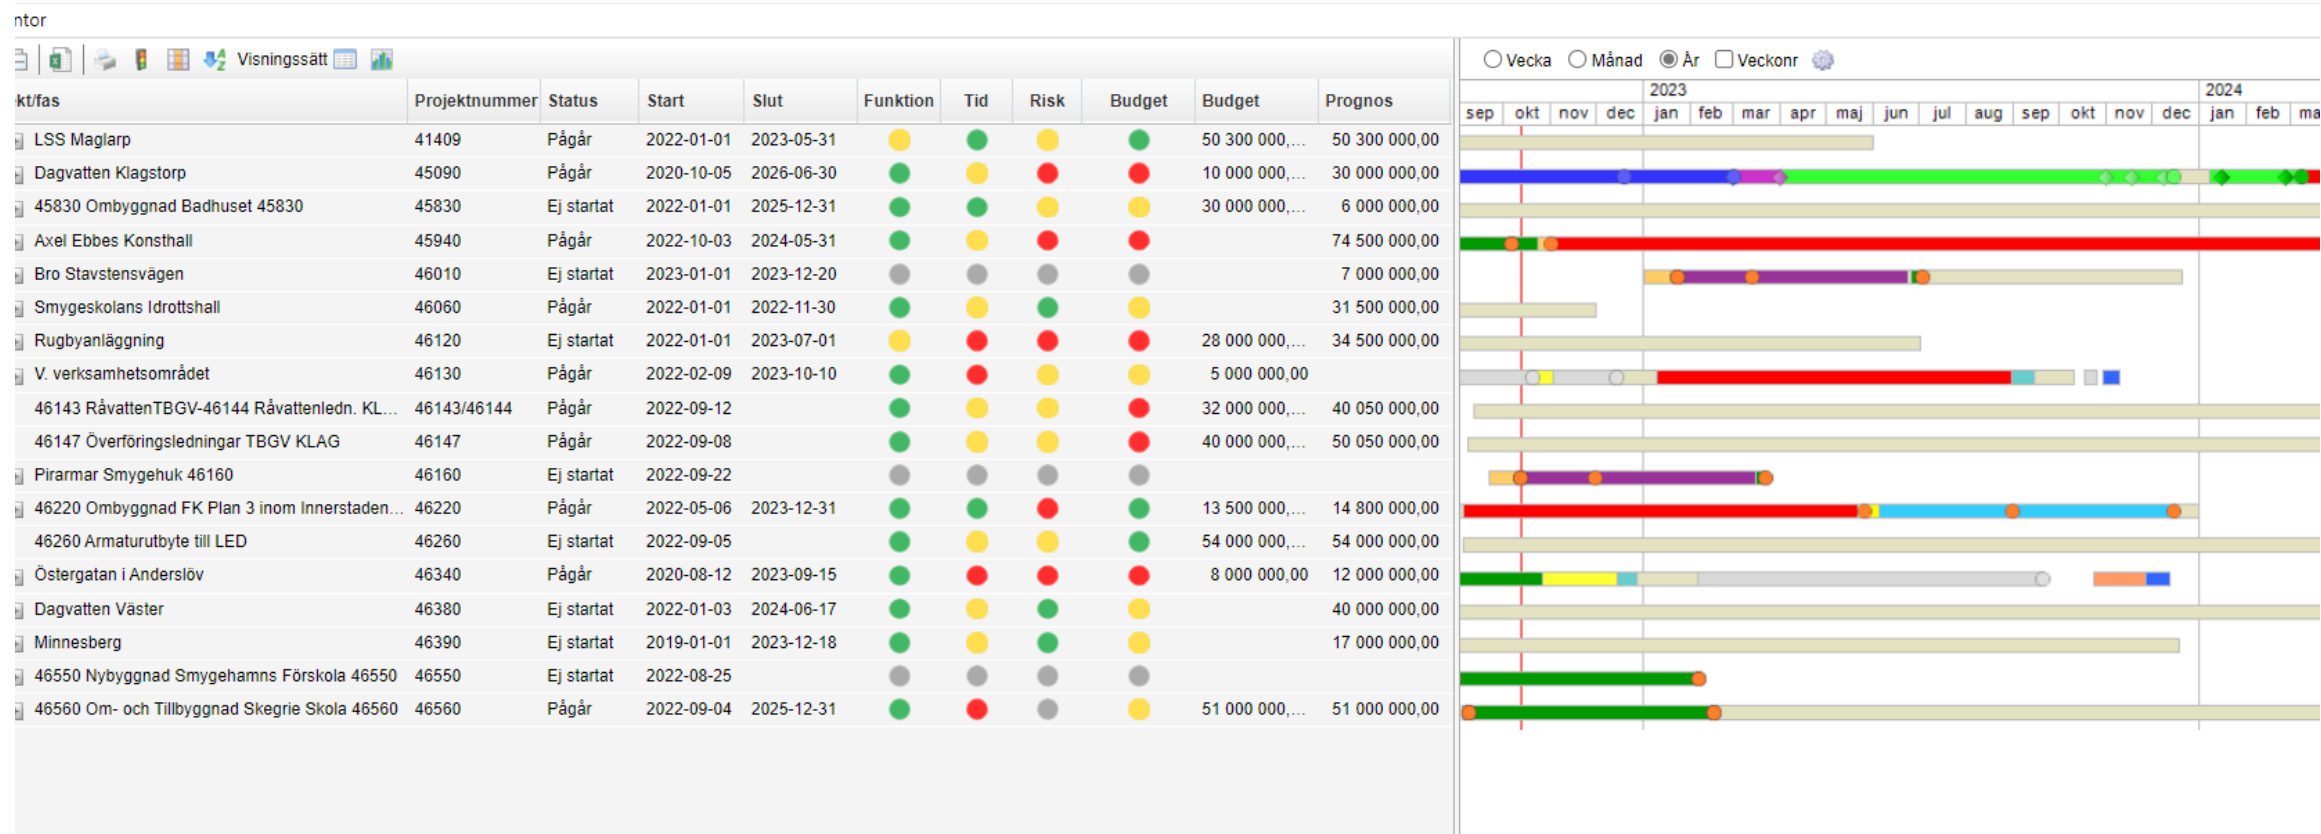 ntor
Visningssätt Vecka Månad År Veckonr
2023 2024
kt/fas Projektnummer Status Start Slut Funktion Tid Risk Budget Budget Prognos
sep okt nov dec jan feb mar apr maj jun jul aug sep okt nov dec jan feb ma
LSS Maglarp 41409 Pågår 2022-01-01 2023-05-31 50 300 000,... 50 300 000,00
Dagvatten Klagstorp 45090 Pågår 2020-10-05 2026-06-30 10 000 000,... 30 000 000,00
45830 Ombyggnad Badhuset 45830 45830 Ej startat 2022-01-01 2025-12-31 30 000 000,... 6 000 000,00
Axel Ebbes Konsthall 45940 Pågår 2022-10-03 2024-05-31 74 500 000,00
Bro Stavstensvägen 46010 Ej startat 2023-01-01 2023-12-20 7 000 000,00
Smygeskolans Idrottshall 46060 Pågår 2022-01-01 2022-11-30 31 500 000,00
Rugbyanläggning 46120 Ej startat 2022-01-01 2023-07-01 28 000 000,... 34 500 000,00
V. verksamhetsområdet 46130 Pågår 2022-02-09 2023-10-10 5 000 000,00
46143 RåvattenTBGV-46144 Råvattenledn. KL... 46143/46144 Pågår 2022-09-12 32 000 000,... 40 050 000,00
46147 Överföringsledningar TBGV KLAG 46147 Pågår 2022-09-08 40 000 000,... 50 050 000,00
Pirarmar Smygehuk 46160 46160 Ej startat 2022-09-22
46220 Ombyggnad FK Plan 3 inom Innerstaden... 46220 Pågår 2022-05-06 2023-12-31 13 500 000,... 14 800 000,00
46260 Armaturutbyte till LED 46260 Ej startat 2022-09-05 54 000 000,... 54 000 000,00
Östergatan i Anderslöv 46340 Pågår 2020-08-12 2023-09-15 8 000 000,00 12 000 000,00
Dagvatten Väster 46380 Ej startat 2022-01-03 2024-06-17 40 000 000,00
Minnesberg 46390 Ej startat 2019-01-01 2023-12-18 17 000 000,00
46550 Nybyggnad Smygehamns Förskola 46550 46550 Ej startat 2022-08-25
46560 Om- och Tillbyggnad Skegrie Skola 46560 46560 Pågår 2022-09-04 2025-12-31 51 000 000,... 51 000 000,00